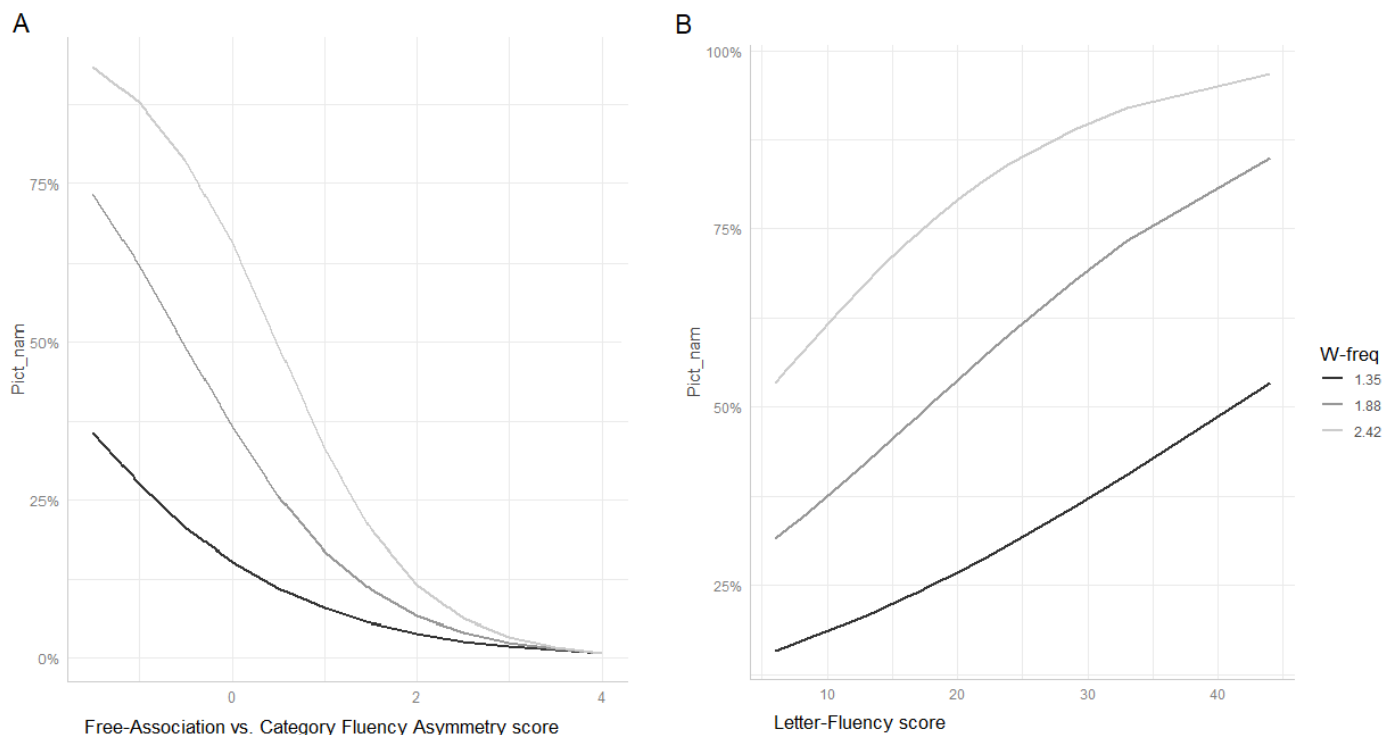 A
75%
50%
25%
0%
Pict_nam
0
2
4
Free-Association vs. Category Fluency Asymmetry score
B
100%
75%
50%
25%
Pict_nam
10
20
30
40
Letter-Fluency score
W-freq
1.35
1.88
2.42